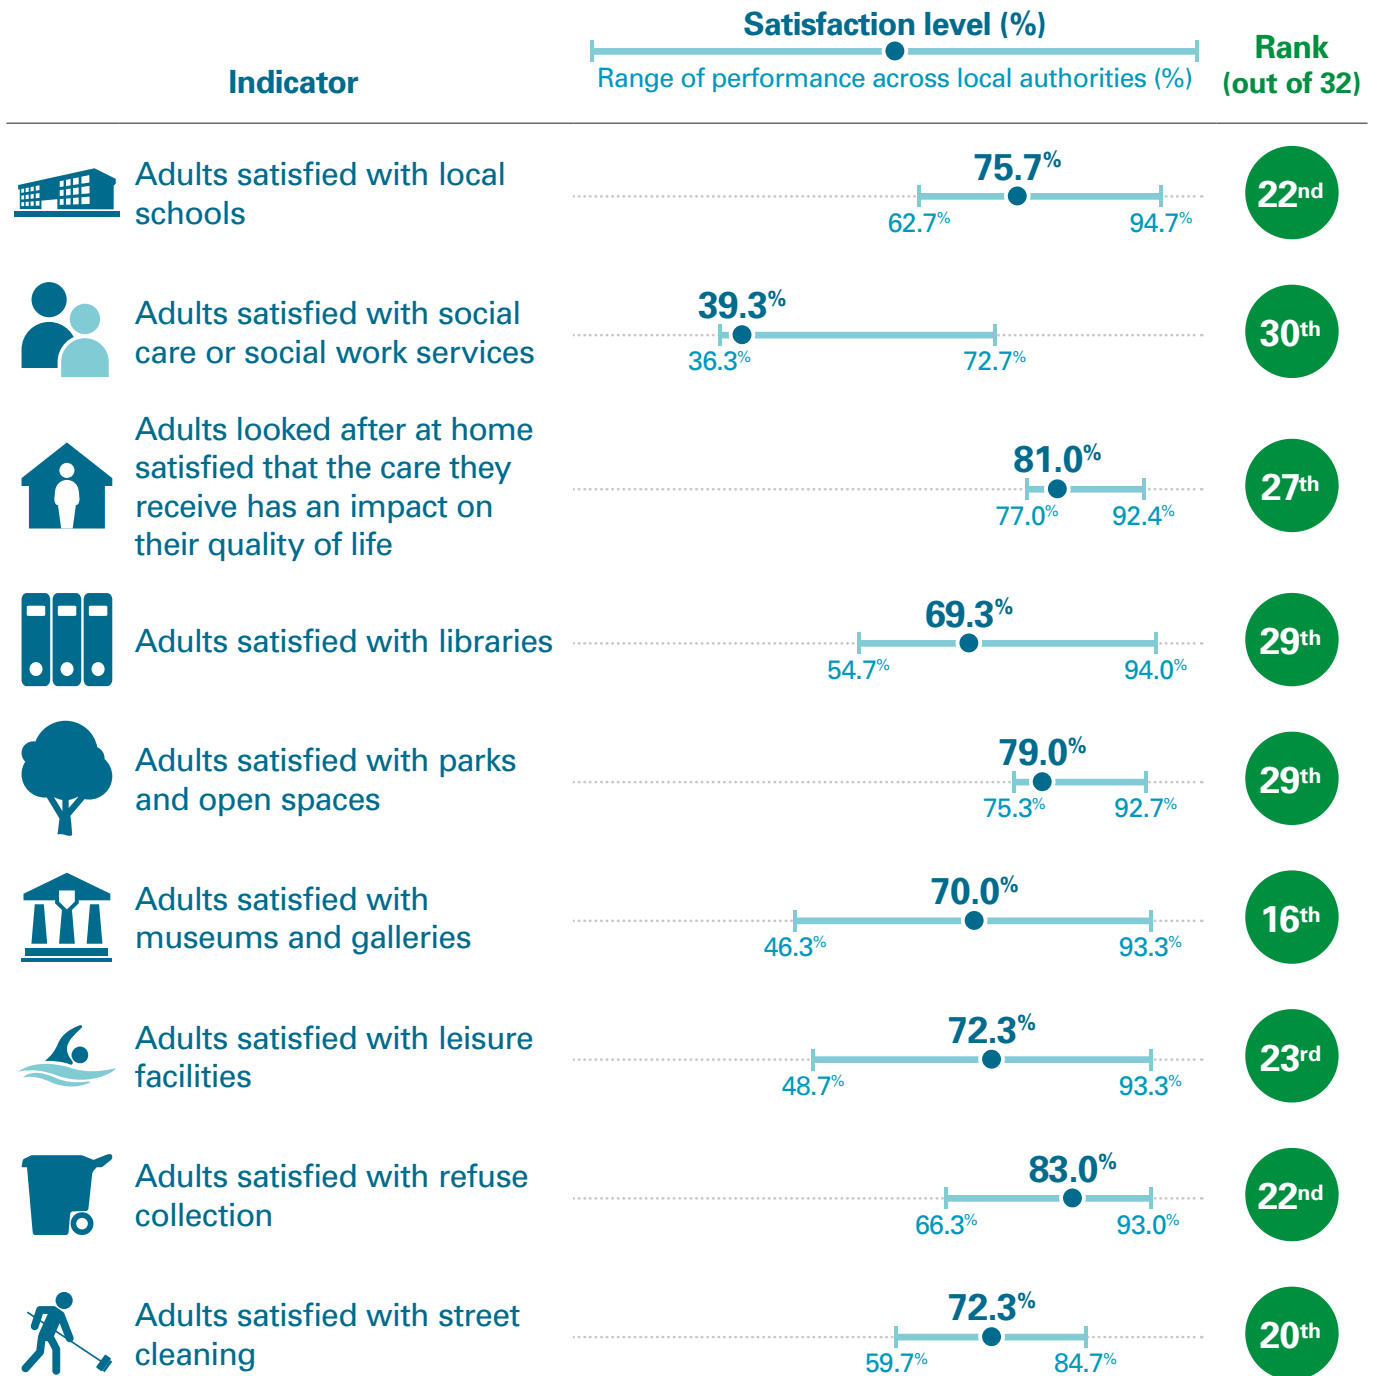 Satisfaction level (%)
Range of performance across local authorities (%)
Indicator
Rank
(out of 32)
Adults satisfied with local
schools
75.7%
62.7% 94.7%
22nd
Adults satisfied with social
care or social work services
39.3%
36.3% 72.7%
30th
Adults looked after at home
satisfied that the care they
receive has an impact on
their quality of life
81.0%
77.0% 92.4%
27th
Adults satisfied with libraries
69.3%
54.7% 94.0%
29th
Adults satisfied with parks
and open spaces
79.0%
75.3% 92.7%
29th
Adults satisfied with
museums and galleries
70.0%
46.3% 93.3%
16th
Adults satisfied with leisure
facilities
72.3%
48.7% 93.3%
23rd
Adults satisfied with refuse
collection
83.0%
66.3% 93.0%
22nd
Adults satisfied with street
cleaning
72.3%
59.7% 84.7%
20th